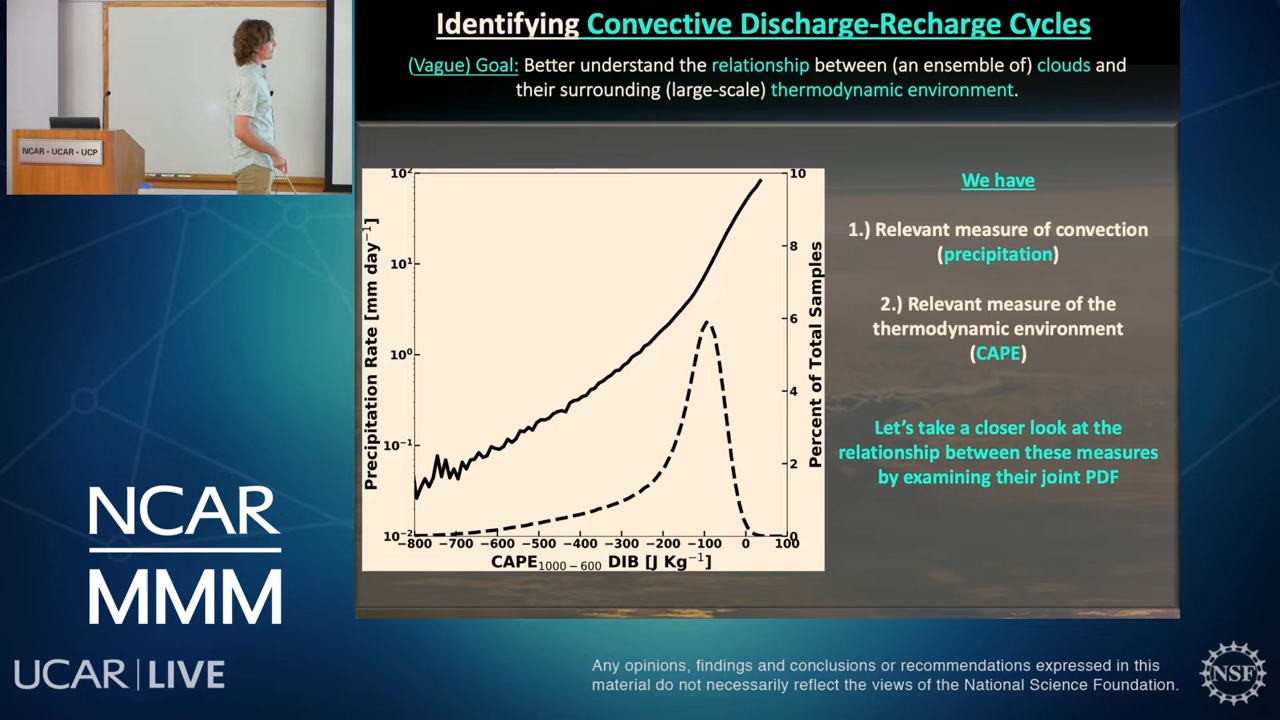 Identifying Convective Discharge-Recharge Cycles
(Vague) Goal: Better understand the relationship between (an ensemble of) clouds and
their surrounding (large-scale) thermodynamic environment.
NCAR • UCAR • UCP
Precipitation Rate [mm day⁻¹]
10²
10¹
10⁰
10⁻¹
10⁻²
10
8
6
4
2
0
Percent of Total Samples
−800 −700 −600 −500 −400 −300 −200 −100 0 100
CAPE₁₀₀₀₋₆₀₀ DIB [J Kg⁻¹]
We have
1.) Relevant measure of convection
(precipitation)
2.) Relevant measure of the
thermodynamic environment
(CAPE)
Let's take a closer look at the
relationship between these measures
by examining their joint PDF
NCAR
MMM
UCAR | LIVE
Any opinions, findings and conclusions or recommendations expressed in this
material do not necessarily reflect the views of the National Science Foundation.
NSF